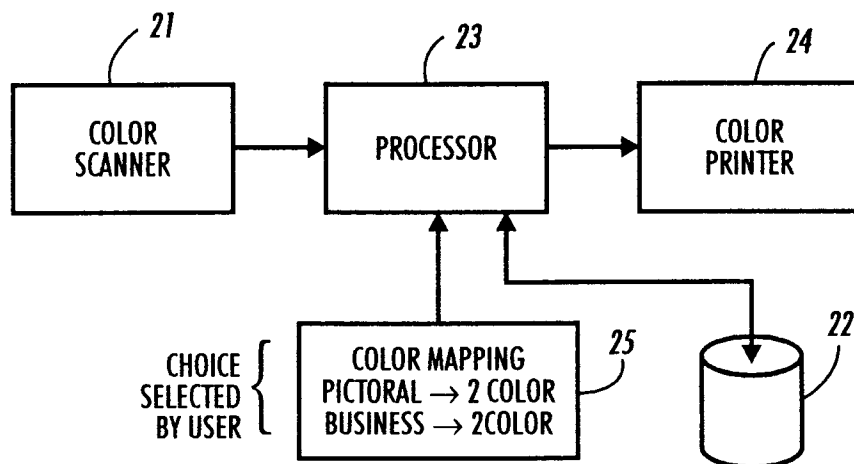 21
23
24
COLOR
SCANNER
PROCESSOR
COLOR
PRINTER
CHOICE
SELECTED
BY USER
COLOR MAPPING
PICTORAL → 2 COLOR
BUSINESS → 2COLOR
25
22